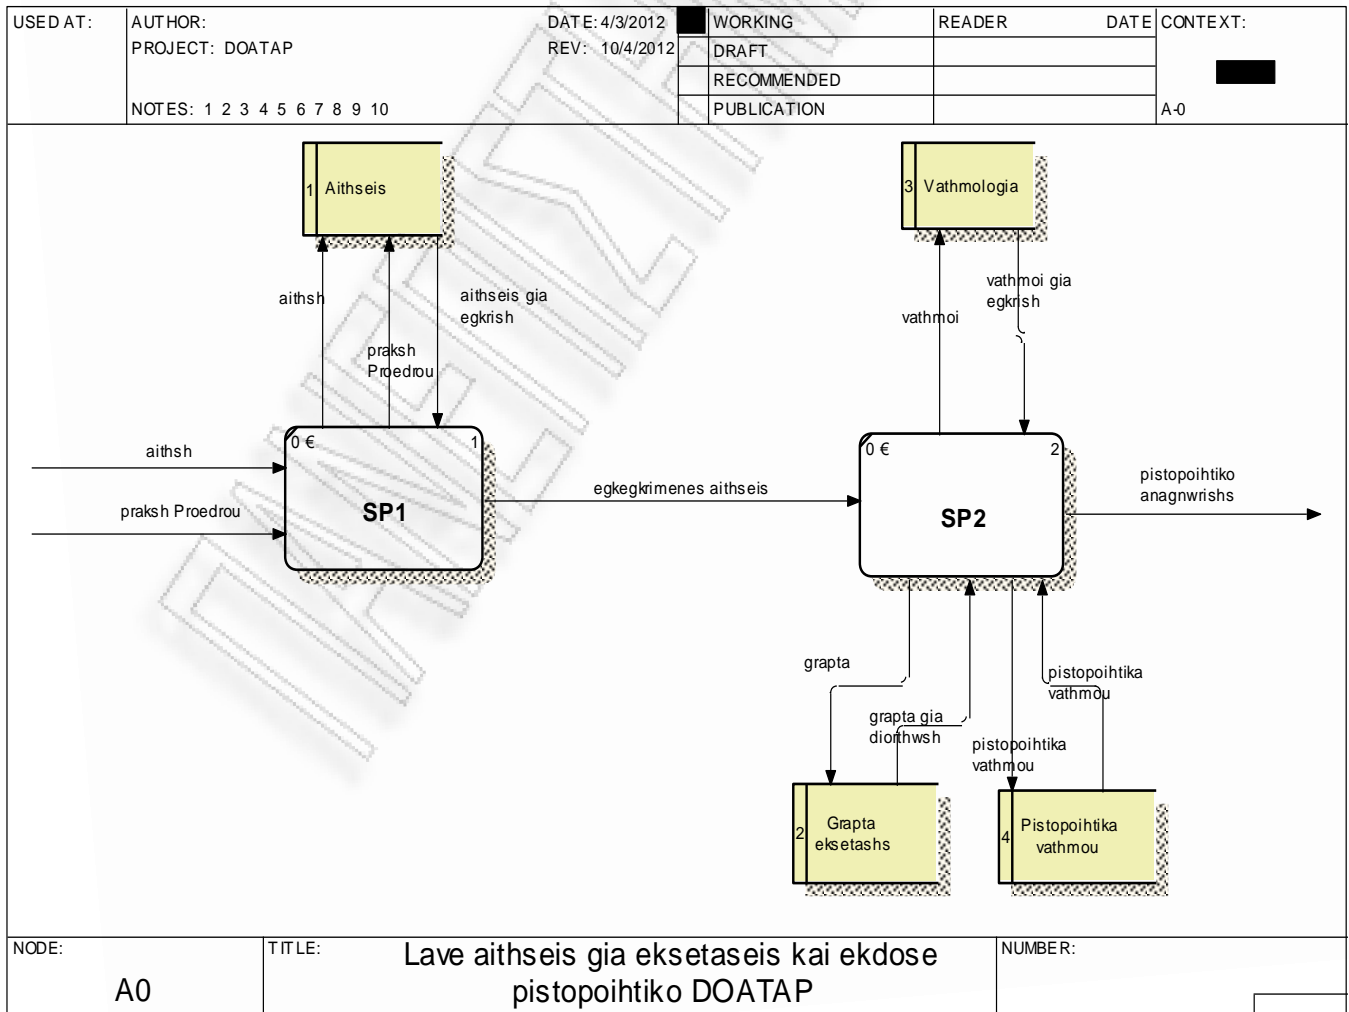 USED AT:
AUTHOR:
DATE: 4/3/2012
WORKING
READER
DATE
CONTEXT:
PROJECT: DOATAP
REV: 10/4/2012
DRAFT
RECOMMENDED
NOTES: 1 2 3 4 5 6 7 8 9 10
PUBLICATION
A-0
1
Aithseis
3
Vathmologia
aithsh
praksh
Proedrou
aithseis gia
egkrish
vathmoi
vathmoi gia
egkrish
aithsh
praksh Proedrou
0 €
1
SP1
egkegkrimenes aithseis
0 €
2
SP2
pistopoihtiko
anagnwrishs
grapta
grapta gia
diorthwsh
pistopoihtika
vathmou
pistopoihtika
vathmou
2
Grapta
eksetashs
4
Pistopoihtika
vathmou
NODE:
A0
TITLE:
Lave aithseis gia eksetaseis kai ekdose
pistopoihtiko DOATAP
NUMBER: